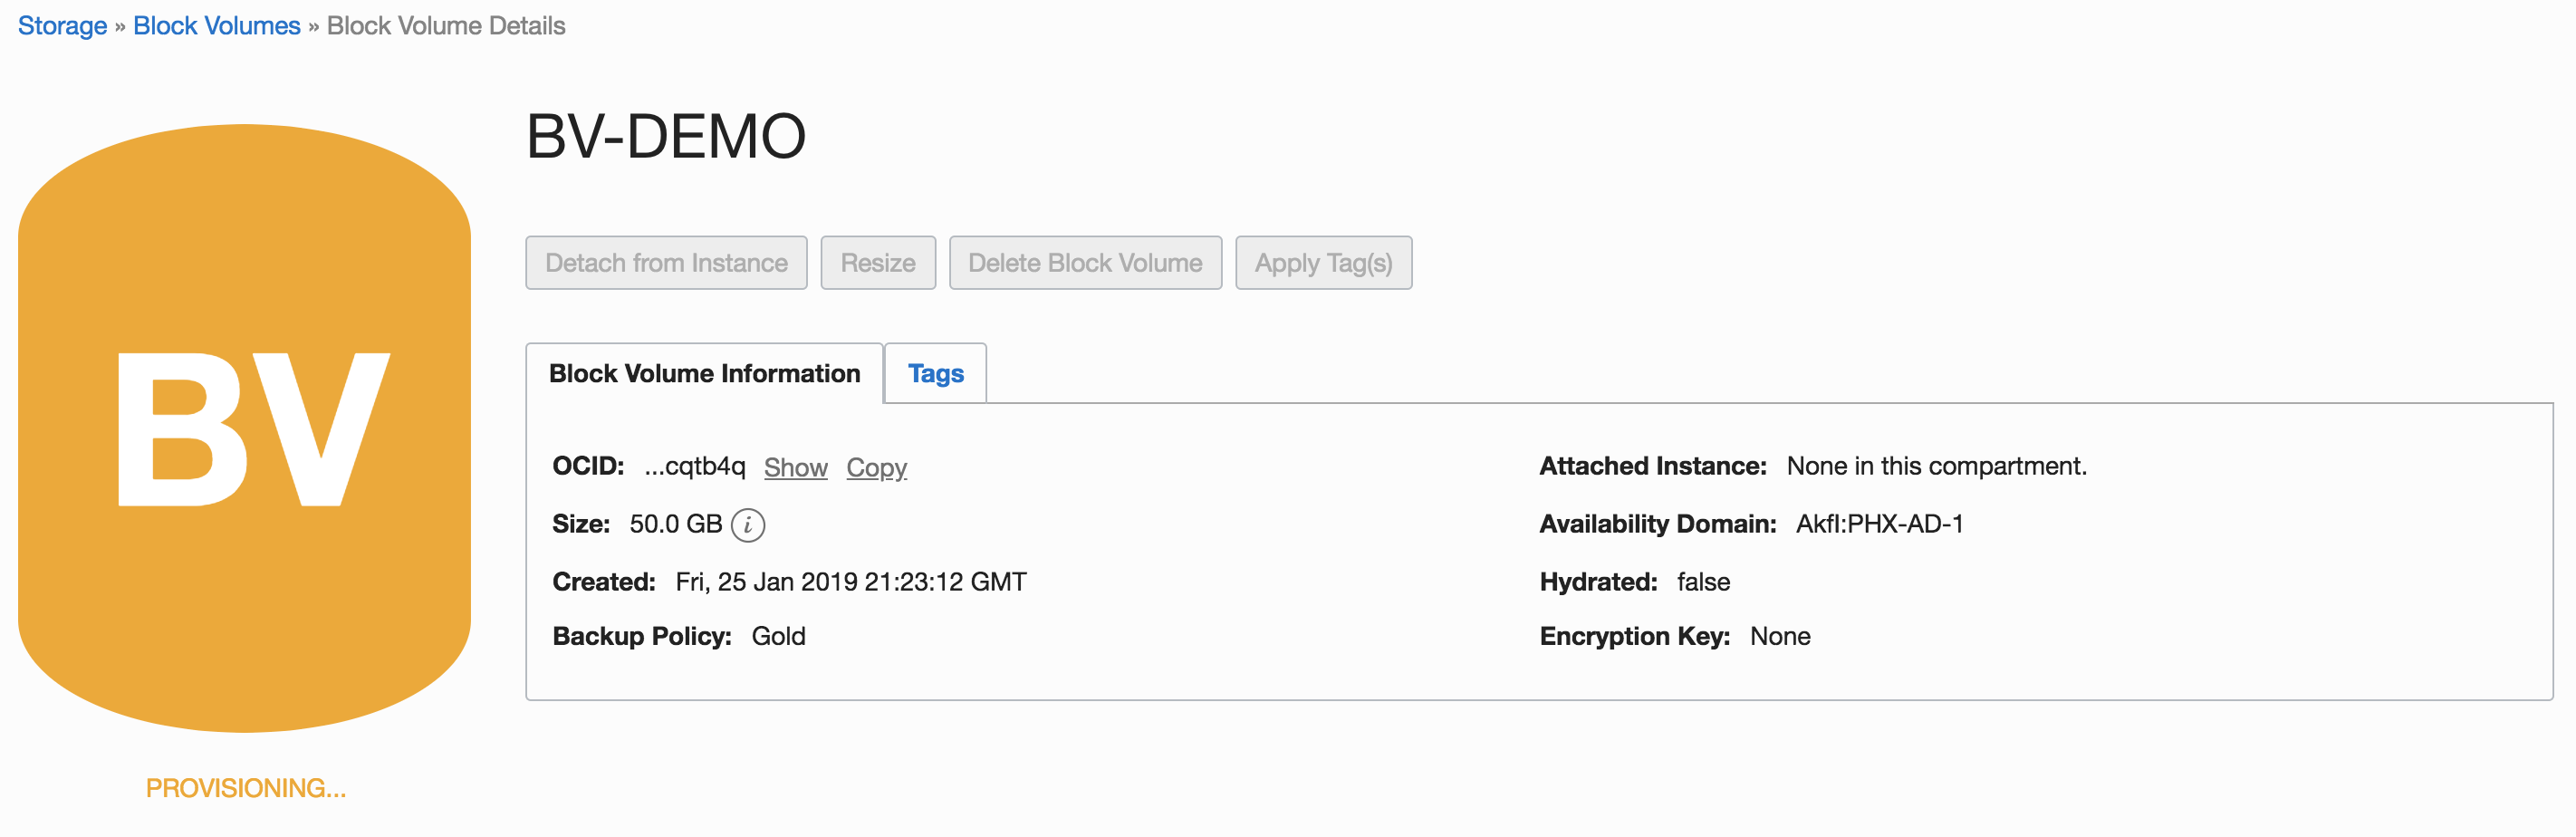 Storage » Block Volumes » Block Volume Details
BV-DEMO
Detach from Instance Resize Delete Block Volume Apply Tag(s)
BV
Block Volume Information Tags
OCID: ...cqtb4q Show Copy
Size: 50.0 GB i
Created: Fri, 25 Jan 2019 21:23:12 GMT
Backup Policy: Gold
Attached Instance: None in this compartment.
Availability Domain: AkfI:PHX-AD-1
Hydrated: false
Encryption Key: None
PROVISIONING...